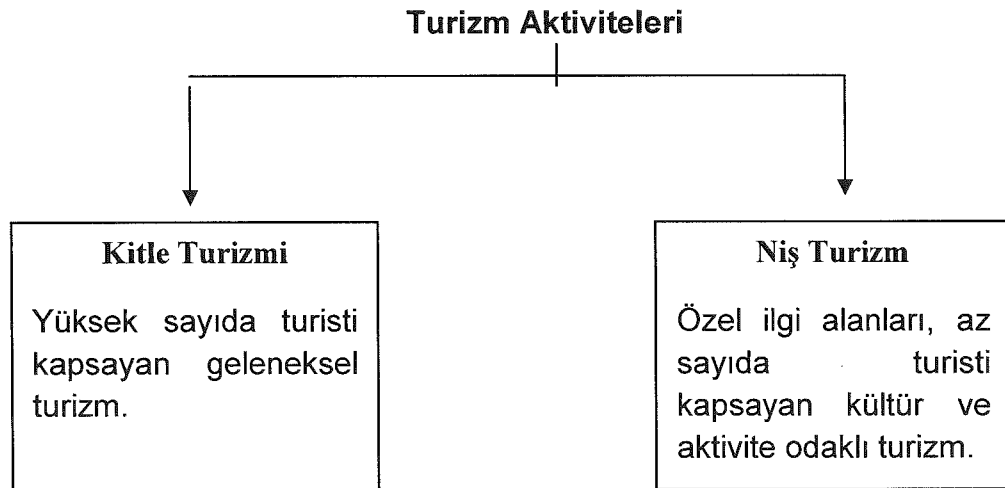 Turizm Aktiviteleri
Kitle Turizmi
Yüksek sayıda turisti
kapsayan geleneksel
turizm.
Niş Turizm
Özel ilgi alanları, az
sayıda turisti
kapsayan kültür ve
aktivite odaklı turizm.